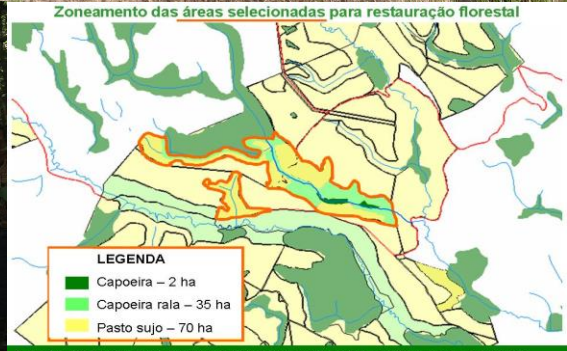 Zoneamento das áreas selecionadas para restauração florestal
LEGENDA
Capoeira – 2 ha
Capoeira rala – 35 ha
Pasto sujo – 70 ha